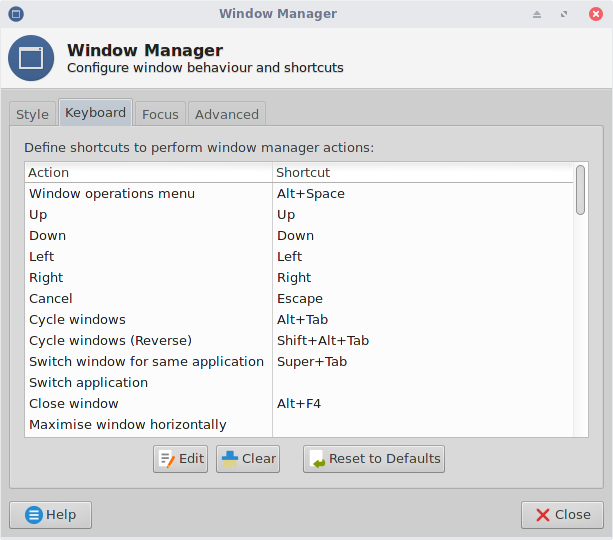 Window Manager
Window Manager
Configure window behaviour and shortcuts
Style Keyboard Focus Advanced
Define shortcuts to perform window manager actions:
Action Shortcut
Window operations menu Alt+Space
Up Up
Down Down
Left Left
Right Right
Cancel Escape
Cycle windows Alt+Tab
Cycle windows (Reverse) Shift+Alt+Tab
Switch window for same application Super+Tab
Switch application
Close window Alt+F4
Maximise window horizontally
Edit Clear Reset to Defaults
Help Close